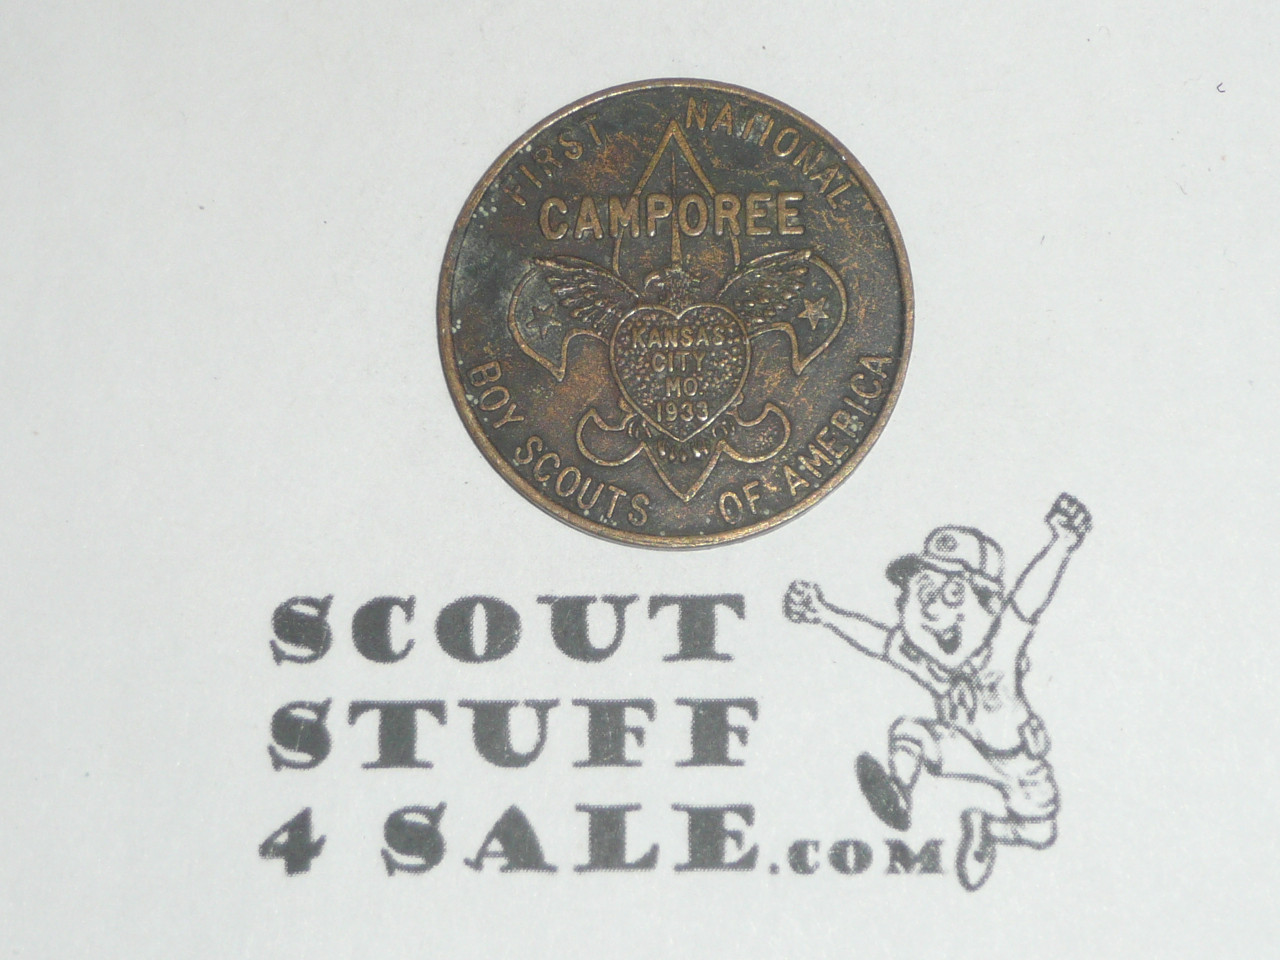 FIRST NATIONAL
CAMPOREE
KANSAS
CITY
MO.
1933
BOY SCOUTS OF AMERICA
SCOUT
STUFF
4 SALE.COM